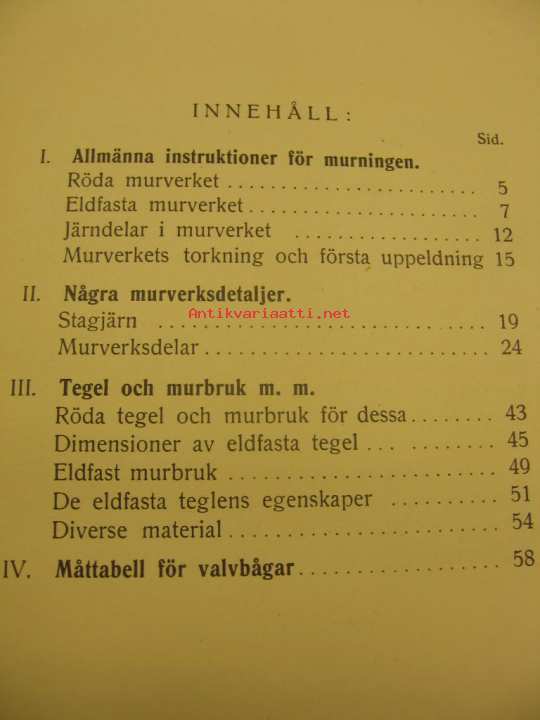 INNEHÅLL:
Sid.
I. Allmänna instruktioner för murningen.
Röda murverket ........................ 5
Eldfasta murverket ...................... 7
Järndelar i murverket .................. 12
Murverkets torkning och första uppeldning 15
II. Några murverksdetaljer.
Antikvariaatti.net
Stagjärn .............................. 19
Murverksdelar .......................... 24
III. Tegel och murbruk m. m.
Röda tegel och murbruk för dessa ........ 43
Dimensioner av eldfasta tegel ... ........ 45
Eldfast murbruk ........................ 49
De eldfasta teglens egenskaper .......... 51
Diverse material ........................ 54
IV. Måttabell för valvbågar .................. 58